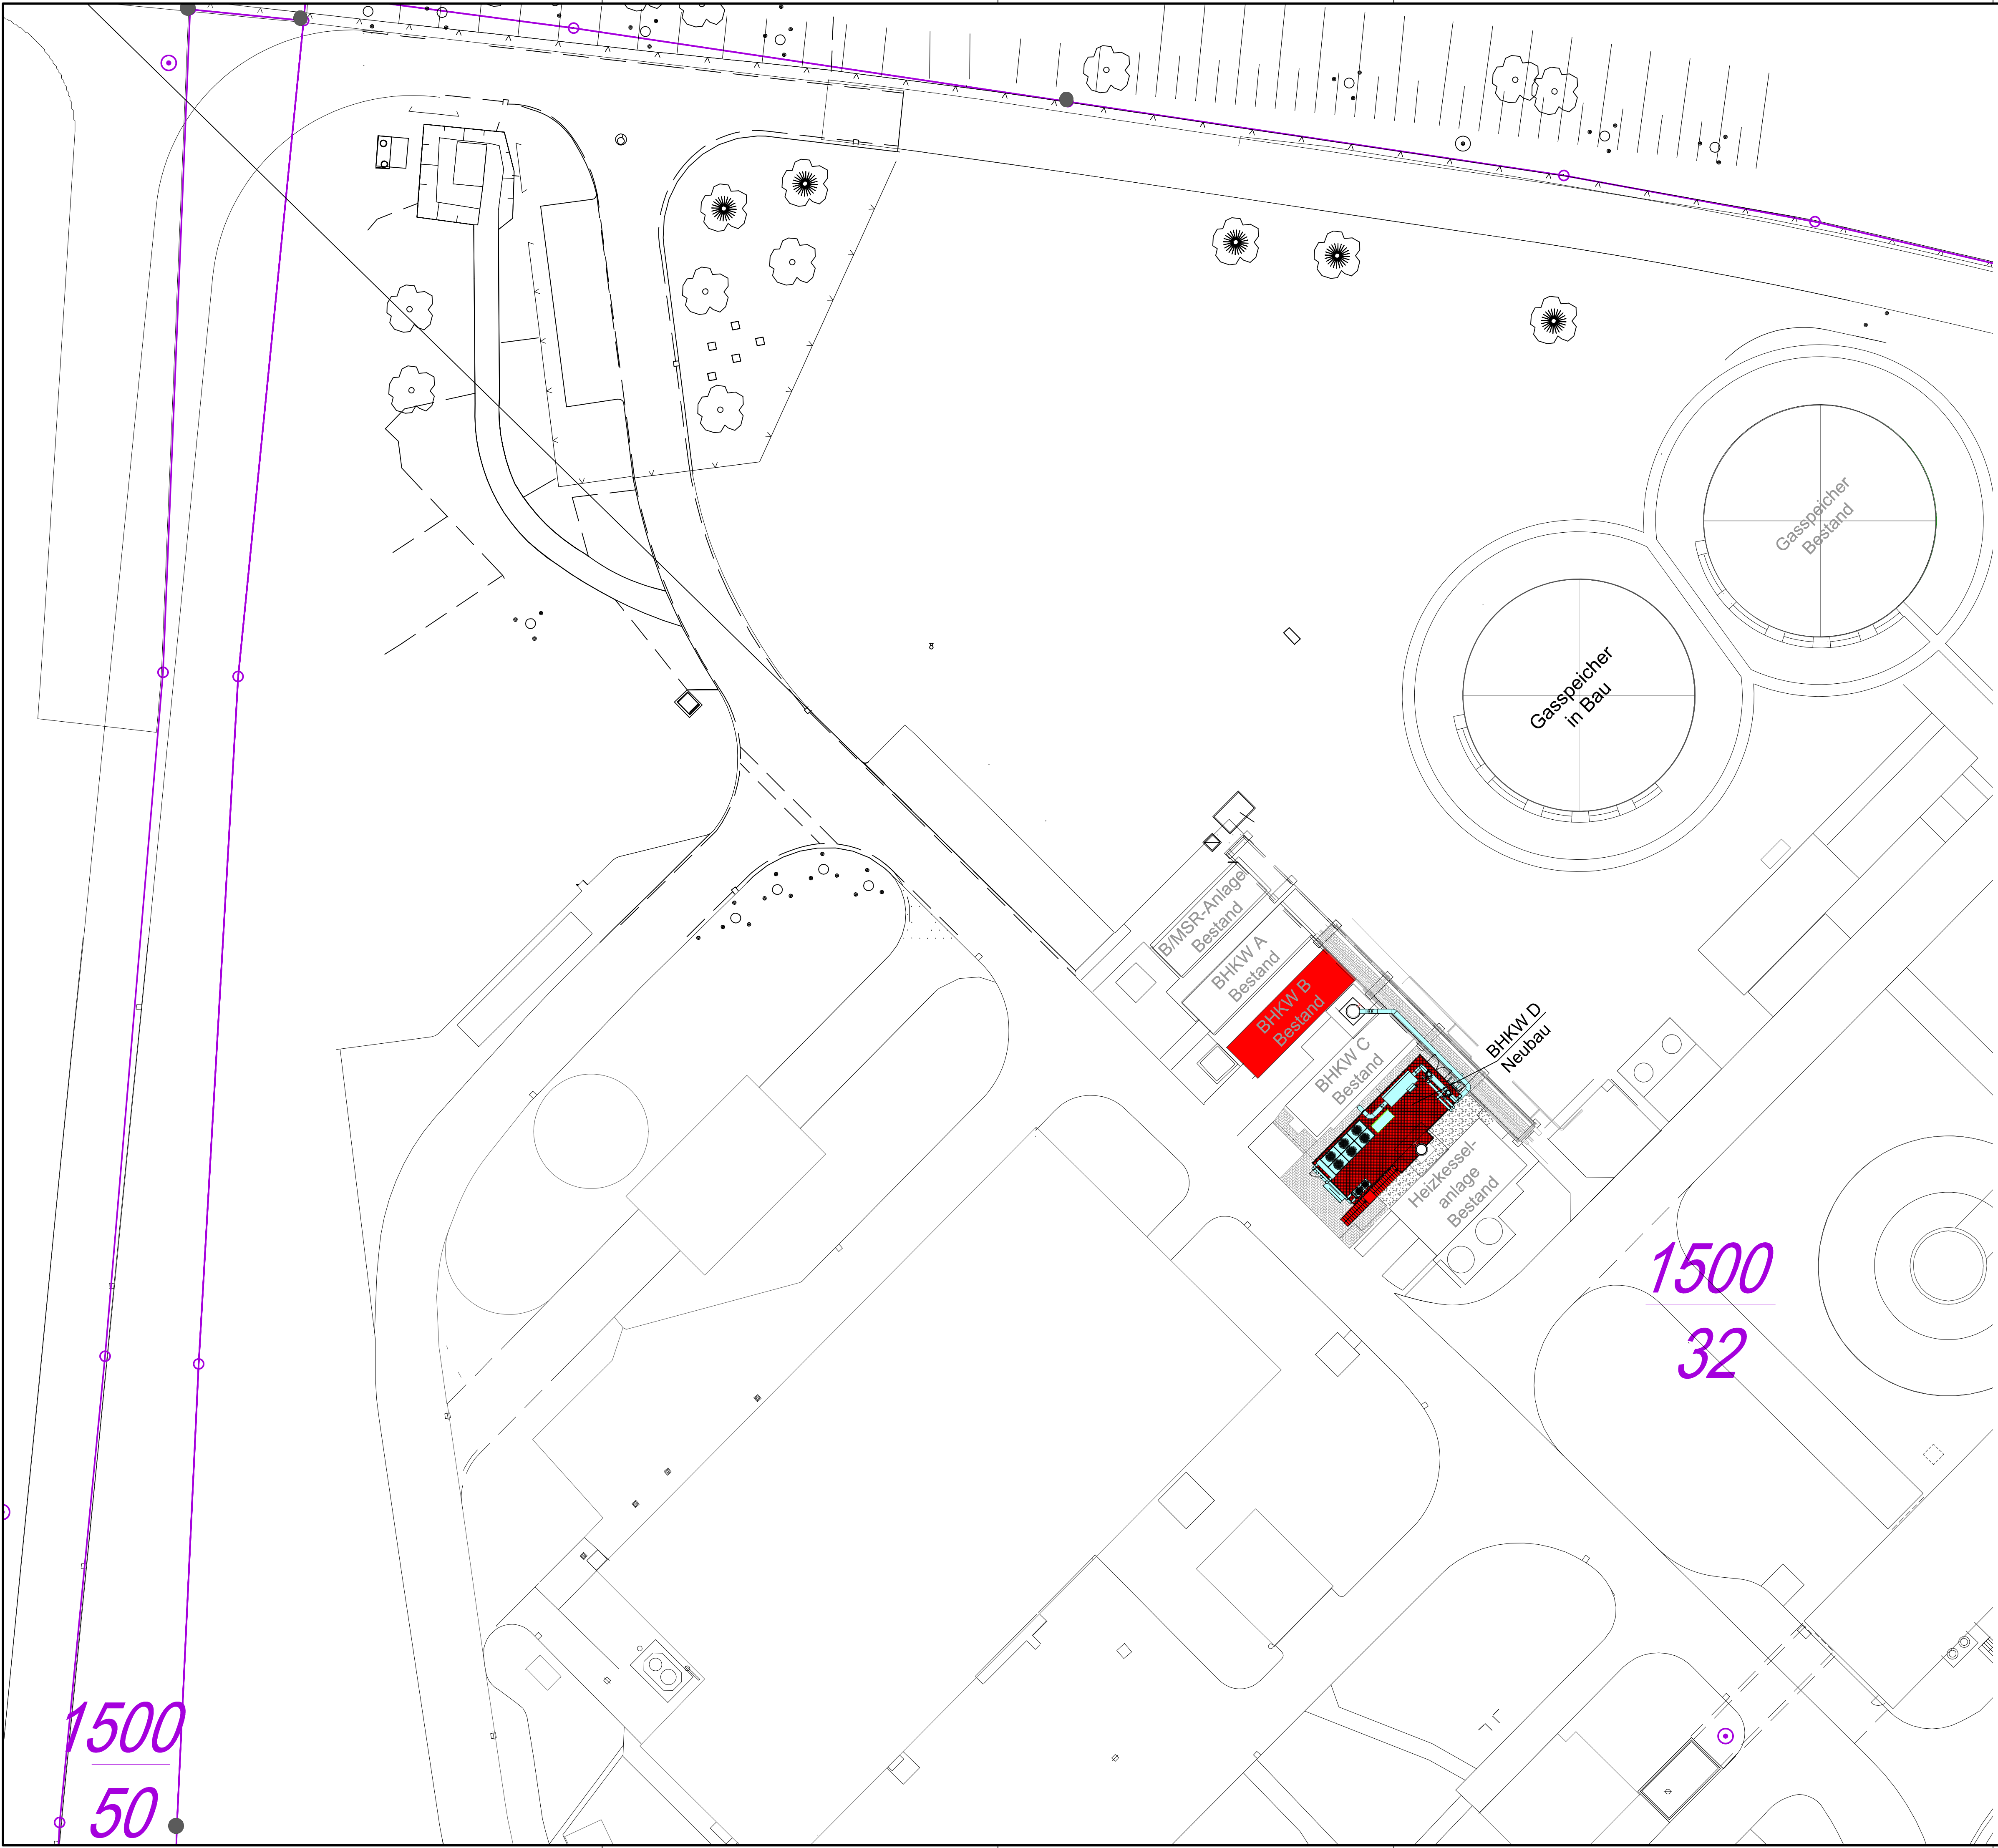 Gasspeicher
Bestand
Gasspeicher
in Bau
B/MSR-Anlage
Bestand
BHKW A
Bestand
BHKW B
Bestand
BHKW C
Bestand
BHKW D
Neubau
Heizkessel-
anlage
Bestand
1500
32
1500
50